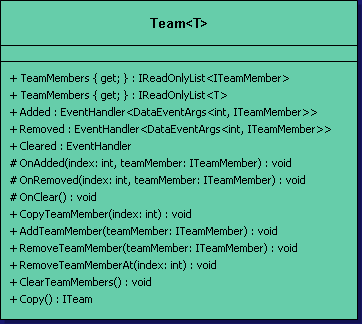 Team<T>
+ TeamMembers { get; } : IReadOnlyList<ITeamMember>
+ TeamMembers { get; } : IReadOnlyList<T>
+ Added : EventHandler<DataEventArgs<int, ITeamMember>>
+ Removed : EventHandler<DataEventArgs<int, ITeamMember>>
+ Cleared : EventHandler
# OnAdded(index: int, teamMember: ITeamMember) : void
# OnRemoved(index: int, teamMember: ITeamMember) : void
# OnClear() : void
+ CopyTeamMember(index: int) : void
+ AddTeamMember(teamMember: ITeamMember) : void
+ RemoveTeamMember(teamMember: ITeamMember) : void
+ RemoveTeamMemberAt(index: int) : void
+ ClearTeamMembers() : void
+ Copy() : ITeam